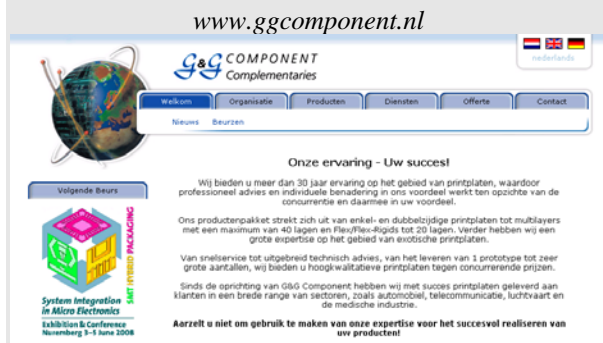 www.ggcomponent.nl
G&G COMPONENT
Complementaries
nederlands
Welkom Organisatie Producten Diensten Offerte Contact
Nieuws Beurzen
Volgende Beurs
Onze ervaring - Uw succes!
Wij bieden u meer dan 30 jaar ervaring op het gebied van printplaten, waardoor
professioneel advies en individuele benadering in ons voordeel werkt ten opzichte van de
concurrentie en daarmee in uw voordeel.
Ons productenpakket strekt zich uit van enkel- en dubbelzijdige printplaten tot multilayers
met een maximum van 40 lagen en Flex/Flex-Rigids tot 20 lagen. Verder hebben wij een
grote expertise op het gebied van exotische printplaten.
Van snelservice tot uitgebreid technisch advies, van het leveren van 1 prototype tot zeer
grote aantallen, wij bieden u hoogkwalitatieve printplaten tegen concurrerende prijzen.
Sinds de oprichting van G&G Component hebben wij met succes printplaten geleverd aan
klanten in een brede range van sectoren, zoals automobiel, telecommunicatie, luchtvaart en
de medische industrie.
Aarzelt u niet om gebruik te maken van onze expertise voor het succesvol realiseren van
uw producten!
SMT HYBRID PACKAGING
System Integration
in Micro Electronics
Exhibition & Conference
Nuremberg 3–5 June 2008